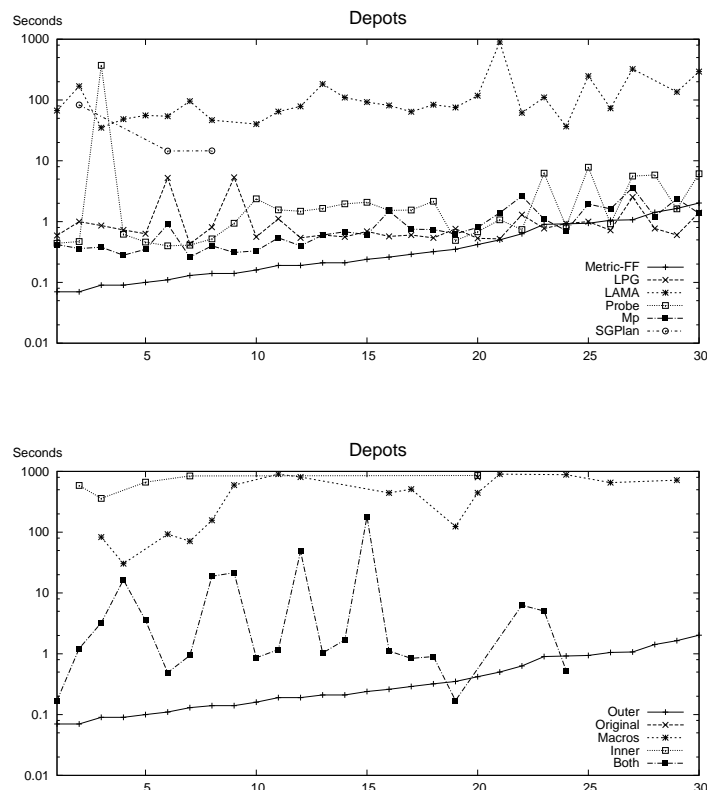 Depots
Seconds
1000
100
10
1
0.1
0.01
5 10 15 20 25 30
Metric-FF
LPG
LAMA
Probe
Mp
SGPlan
Depots
Seconds
1000
100
10
1
0.1
0.01
5 10 15 20 25 30
Outer
Original
Macros
Inner
Both